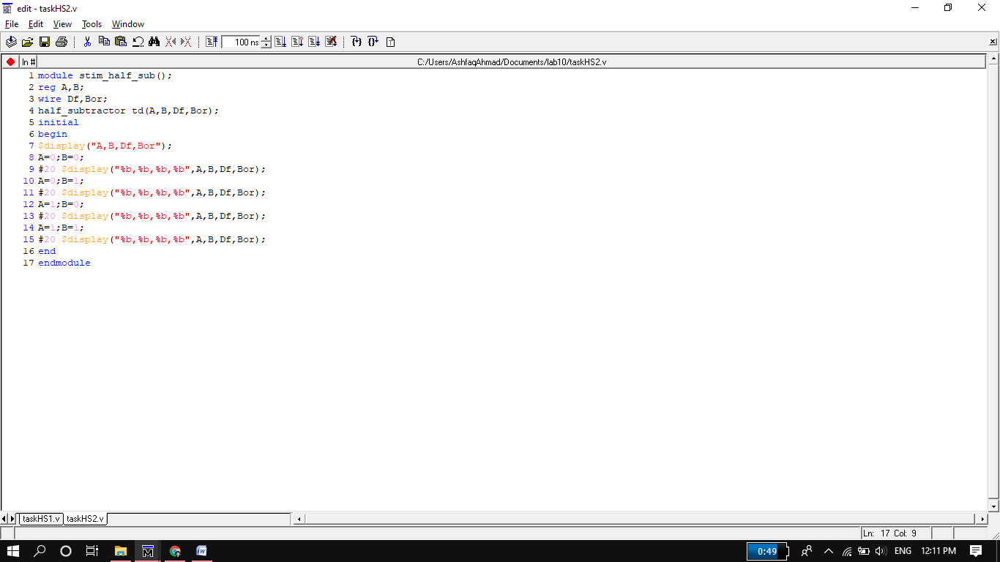 edit - taskHS2.v
File Edit View Tools Window
100 ns
ln #
C:/Users/AshfaqAhmad/Documents/lab10/taskHS2.v
1 module stim_half_sub();
2 reg A,B;
3 wire Df,Bor;
4 half_subtractor td(A,B,Df,Bor);
5 initial
6 begin
7 $display("A,B,Df,Bor");
8 A=0;B=0;
9 #20 $display("%b,%b,%b,%b",A,B,Df,Bor);
10 A=0;B=1;
11 #20 $display("%b,%b,%b,%b",A,B,Df,Bor);
12 A=1;B=0;
13 #20 $display("%b,%b,%b,%b",A,B,Df,Bor);
14 A=1;B=1;
15 #20 $display("%b,%b,%b,%b",A,B,Df,Bor);
16 end
17 endmodule
taskHS1.v taskHS2.v
Ln: 17 Col: 9
0:49 ENG 12:11 PM